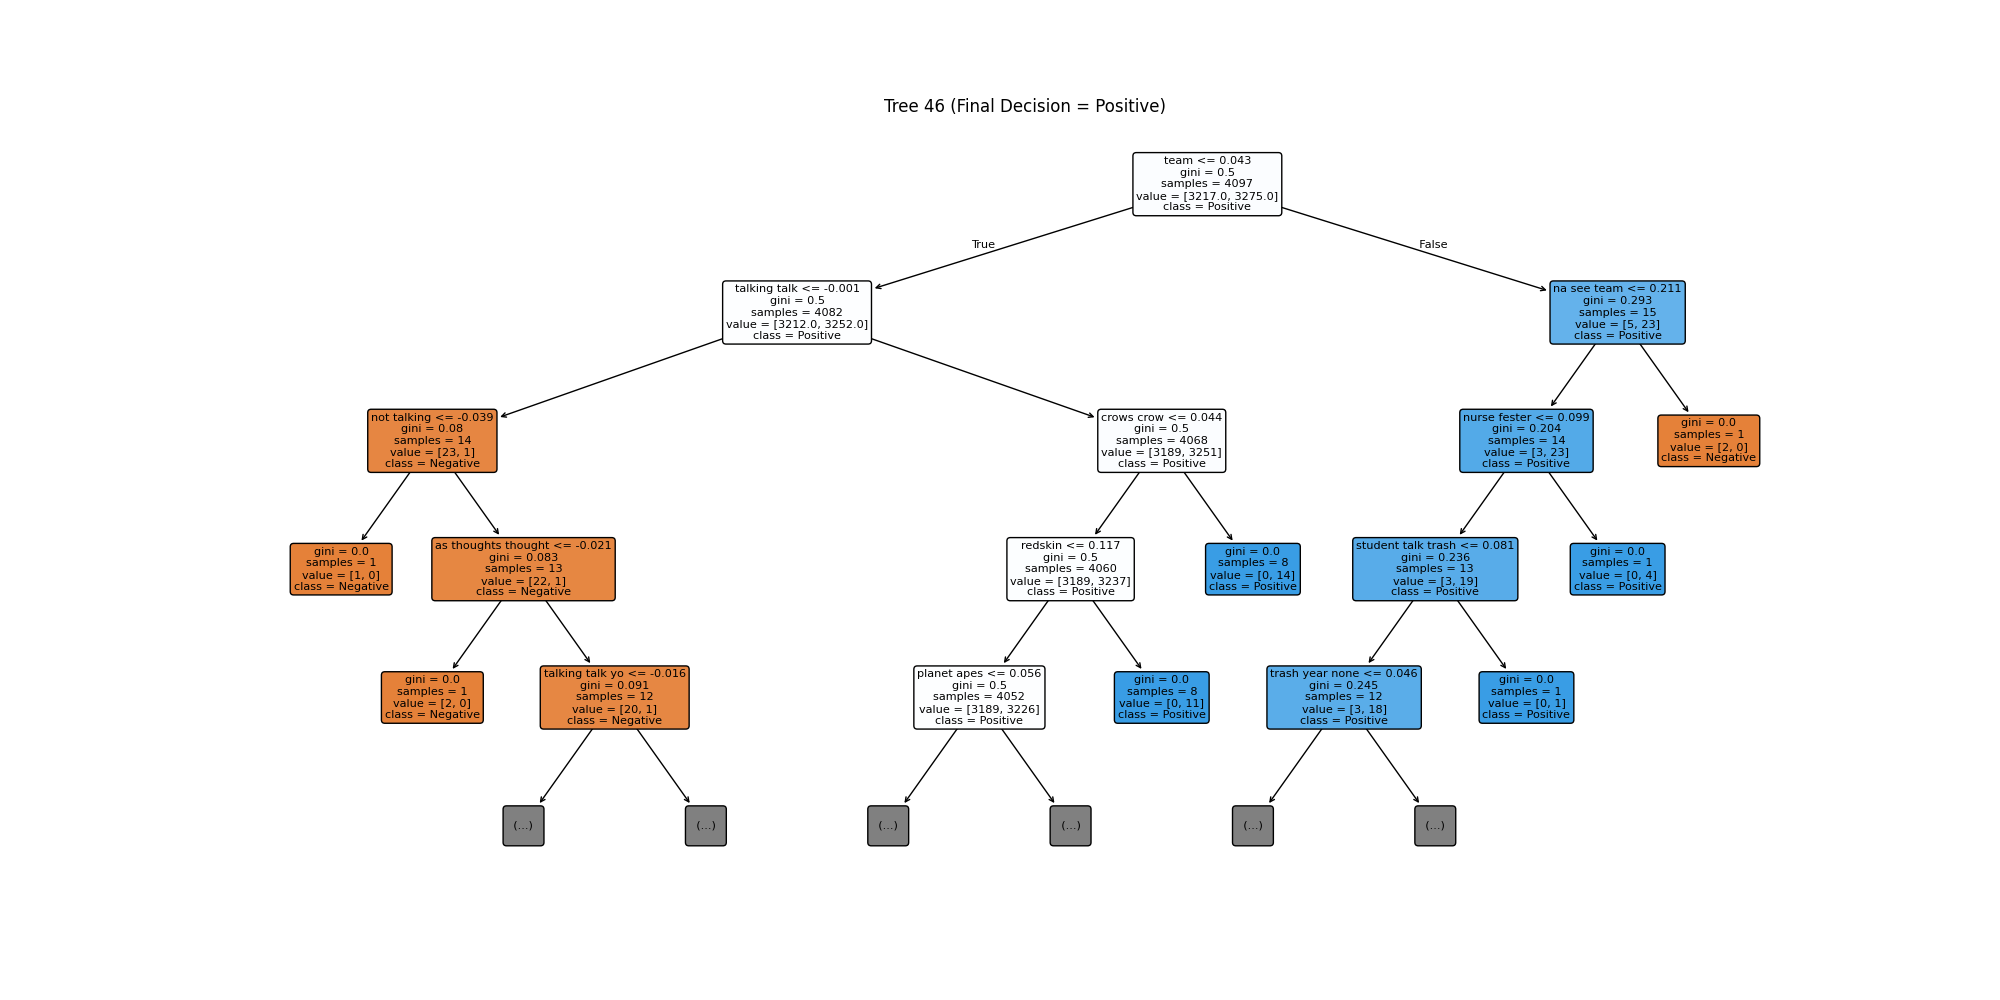 Tree 46 (Final Decision = Positive)
team <= 0.043
gini = 0.5
samples = 4097
value = [3217.0, 3275.0]
class = Positive
True
False
talking talk <= -0.001
gini = 0.5
samples = 4082
value = [3212.0, 3252.0]
class = Positive
na see team <= 0.211
gini = 0.293
samples = 15
value = [5, 23]
class = Positive
not talking <= -0.039
gini = 0.08
samples = 14
value = [23, 1]
class = Negative
crows crow <= 0.044
gini = 0.5
samples = 4068
value = [3189, 3251]
class = Positive
nurse fester <= 0.099
gini = 0.204
samples = 14
value = [3, 23]
class = Positive
gini = 0.0
samples = 1
value = [2, 0]
class = Negative
gini = 0.0
samples = 1
value = [1, 0]
class = Negative
as thoughts thought <= -0.021
gini = 0.083
samples = 13
value = [22, 1]
class = Negative
redskin <= 0.117
gini = 0.5
samples = 4060
value = [3189, 3237]
class = Positive
gini = 0.0
samples = 8
value = [0, 14]
class = Positive
student talk trash <= 0.081
gini = 0.236
samples = 13
value = [3, 19]
class = Positive
gini = 0.0
samples = 1
value = [0, 4]
class = Positive
gini = 0.0
samples = 1
value = [2, 0]
class = Negative
talking talk yo <= -0.016
gini = 0.091
samples = 12
value = [20, 1]
class = Negative
planet apes <= 0.056
gini = 0.5
samples = 4052
value = [3189, 3226]
class = Positive
gini = 0.0
samples = 8
value = [0, 11]
class = Positive
trash year none <= 0.046
gini = 0.245
samples = 12
value = [3, 18]
class = Positive
gini = 0.0
samples = 1
value = [0, 1]
class = Positive
(...)
(...)
(...)
(...)
(...)
(...)